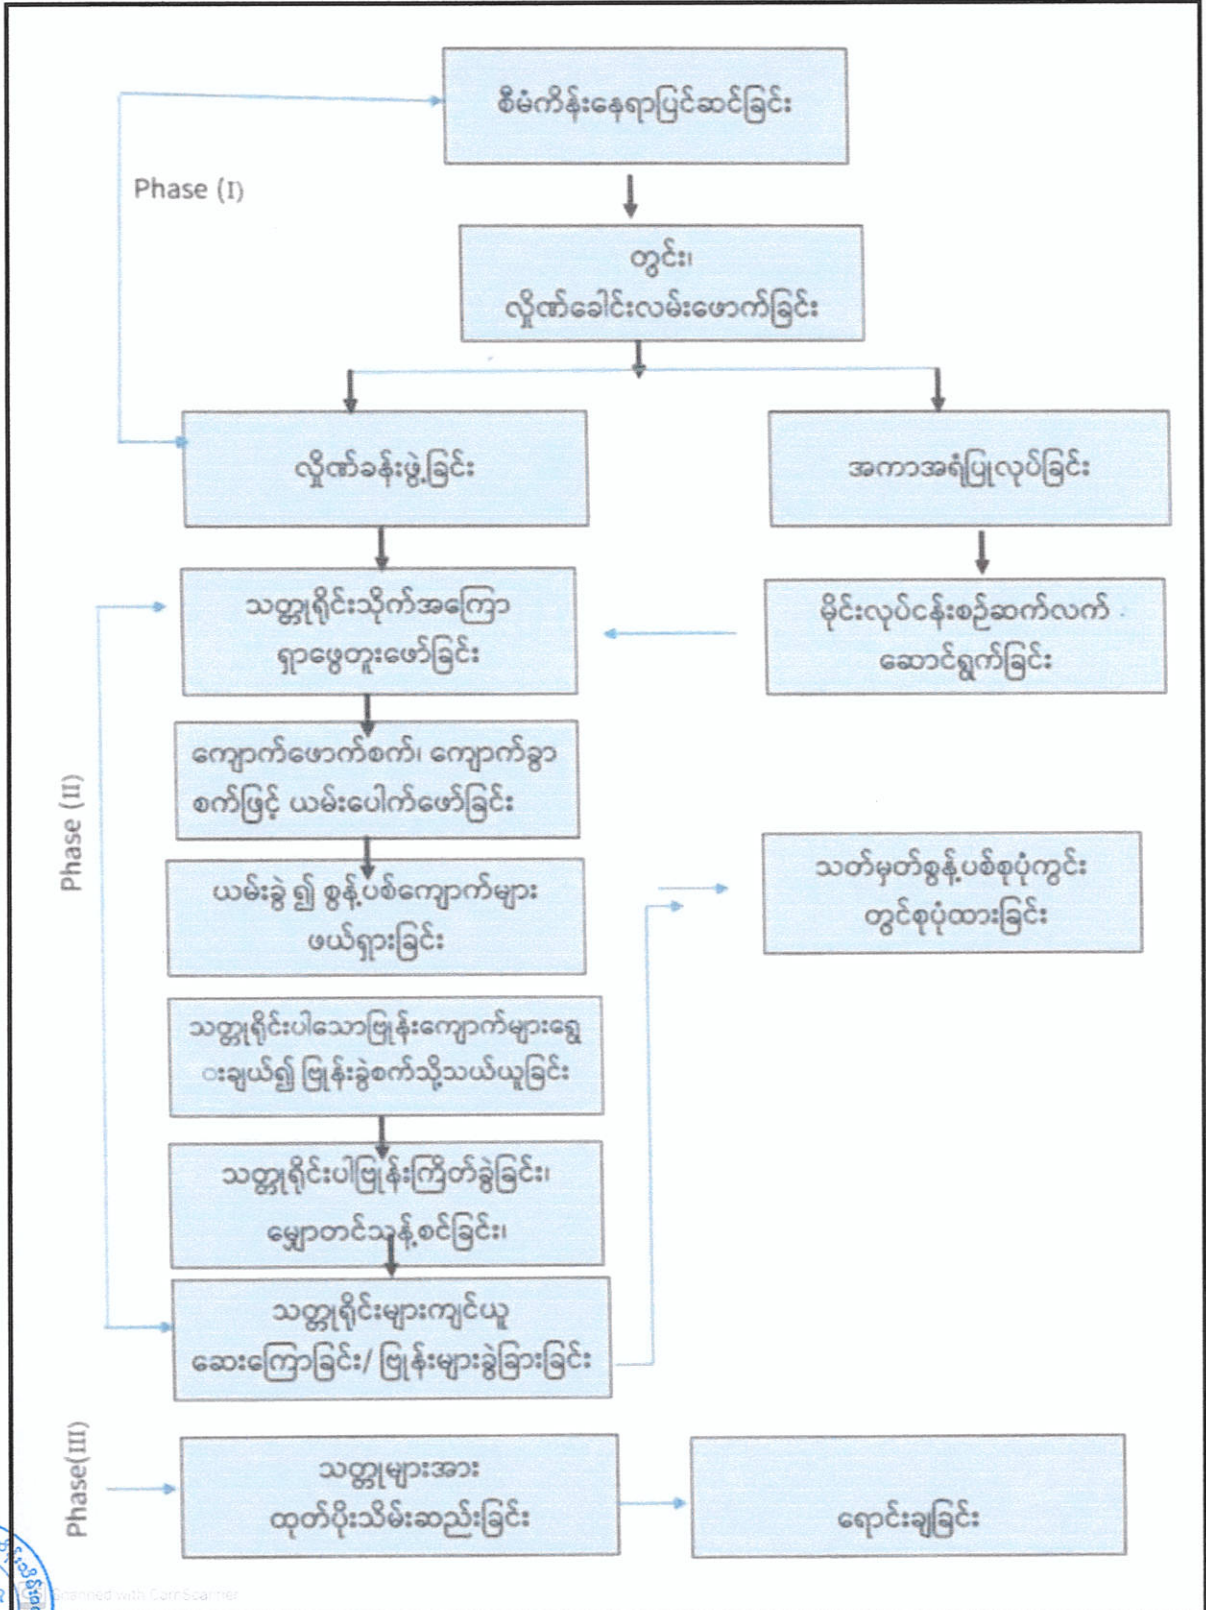 စီမံကိန်းနေရာပြင်ဆင်ခြင်း
Phase (I)
တွင်း၊
လှိုဏ်ခေါင်းလမ်းဖောက်ခြင်း
လှိုဏ်ခန်းဖွဲ့ခြင်း
အကာအရံပြုလုပ်ခြင်း
သတ္တုရိုင်းသိုက်အကြော
ရှာဖွေတူးဖော်ခြင်း
မိုင်းလုပ်ငန်းစဉ်ဆက်လက်
ဆောင်ရွက်ခြင်း
Phase (II)
ကျောက်ဖောက်စက်၊ ကျောက်ခွာ
စက်ဖြင့် ယမ်းပေါက်ဖော်ခြင်း
ယမ်းခွဲ ၍ စွန့်ပစ်ကျောက်များ
ဖယ်ရှားခြင်း
သတ်မှတ်စွန့်ပစ်စုပုံကွင်း
တွင်စုပုံထားခြင်း
သတ္တုရိုင်းပါသောဗြုန်းကျောက်များရွေ
းချယ်၍ ဗြုန်းခွဲစက်သို့သယ်ယူခြင်း
သတ္တုရိုင်းပါဗြုန်းကြိတ်ခွဲခြင်း၊
မျှောတင်သန့်စင်ခြင်း၊
သတ္တုရိုင်းများကျင်ယူ
ဆေးကြောခြင်း/ ဗြုန်းများခွဲခြားခြင်း
Phase(III)
သတ္တုများအား
ထုတ်ပိုးသိမ်းဆည်းခြင်း
ရောင်းချခြင်း
CS Scanned with CamScanner